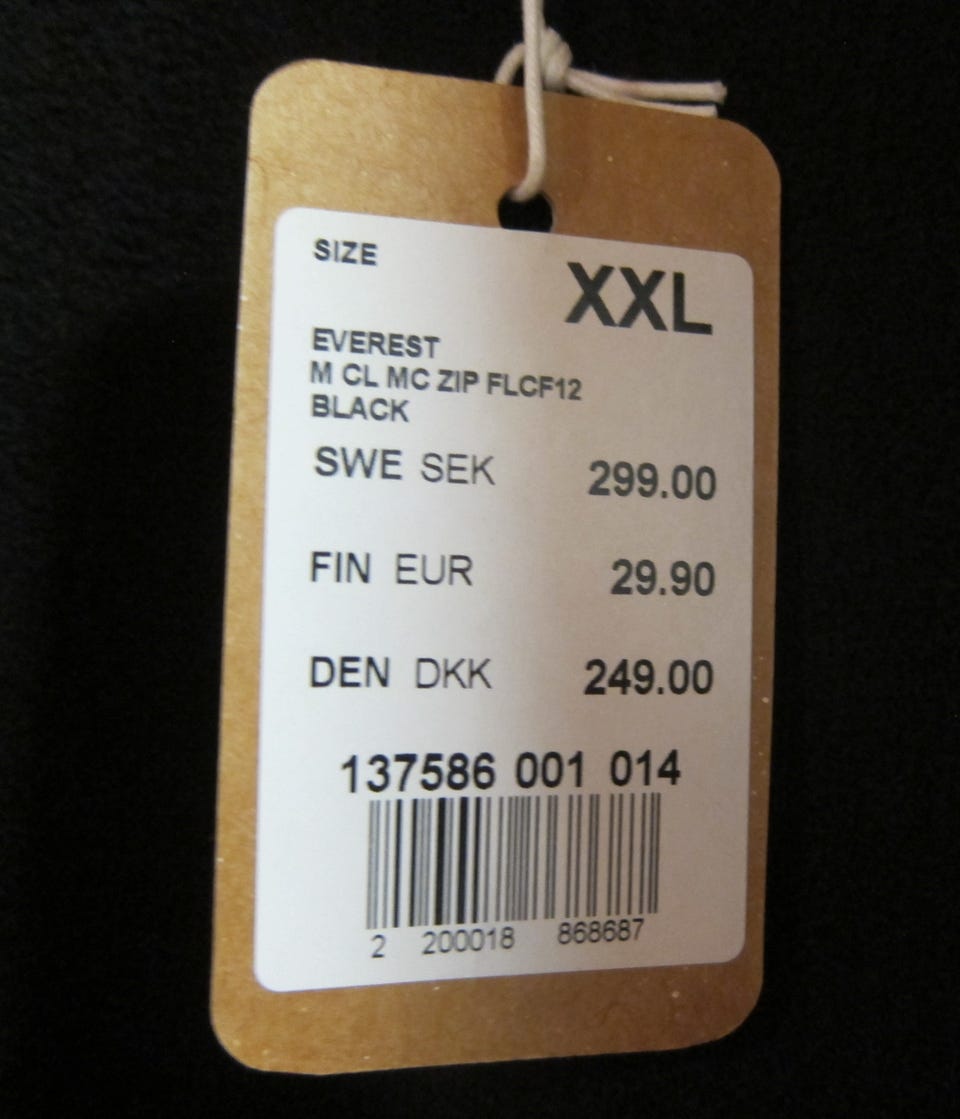 SIZE
XXL
EVEREST
M CL MC ZIP FLCF12
BLACK
SWE SEK 299.00
FIN EUR 29.90
DEN DKK 249.00
137586 001 014
2 200018 868687